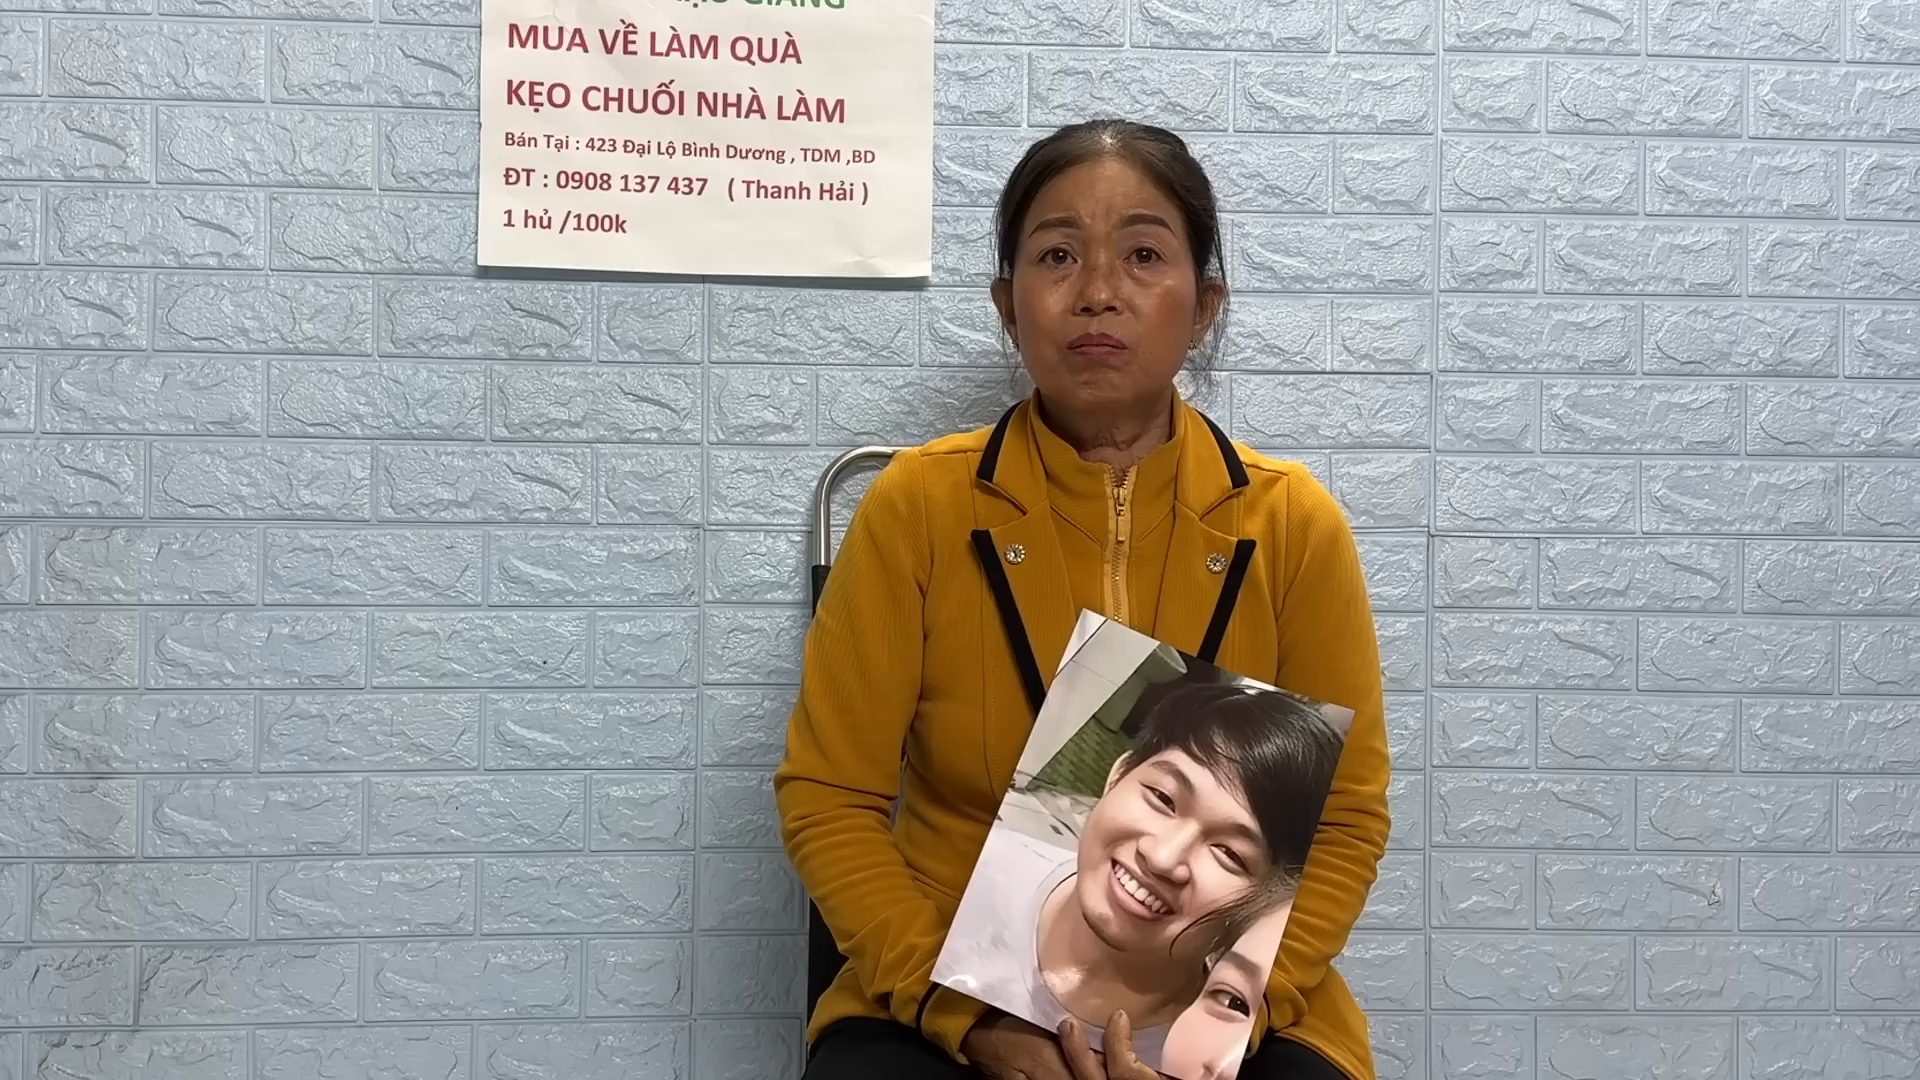 GIANG
MUA VỀ LÀM QUÀ
KẸO CHUỐI NHÀ LÀM
Bán Tại : 423 Đại Lộ Bình Dương , TDM ,BD
ĐT : 0908 137 437 ( Thanh Hải )
1 hủ /100k